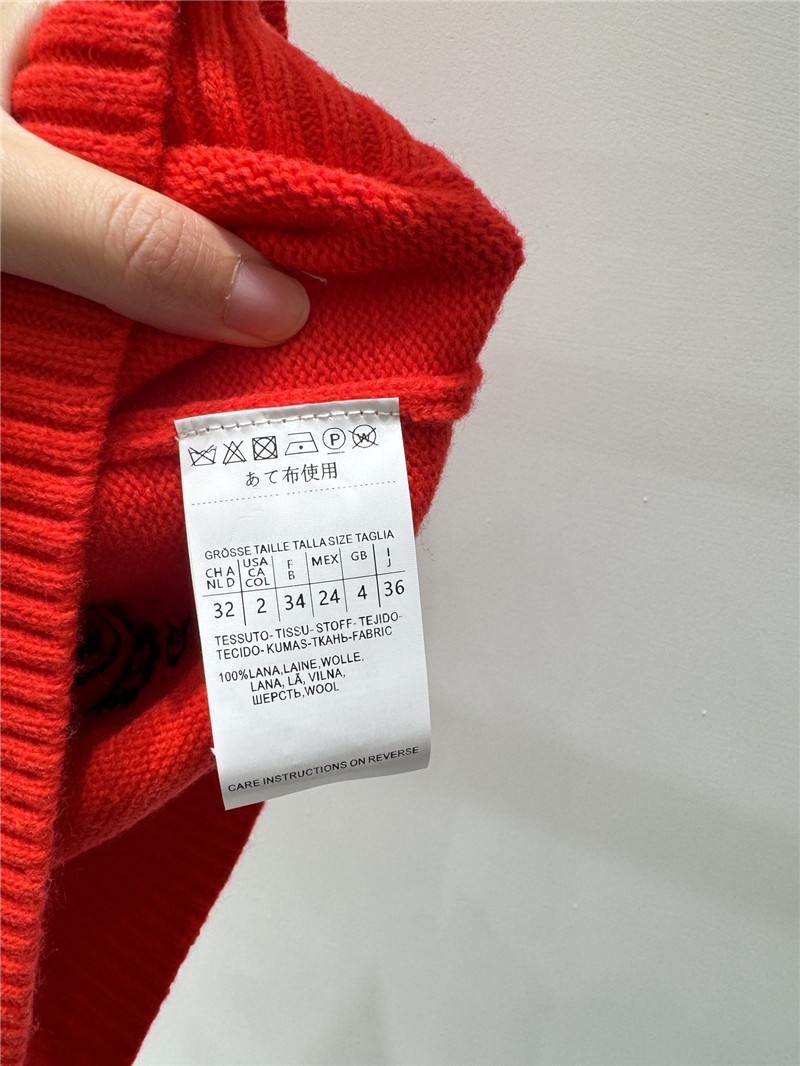 P W
あて布使用
GRÖSSE TAILLE TALLA SIZE TAGLIA
CH A NL D USA CA COL F B MEX GB I J
32 2 34 24 4 36
TESSUTO-TISSU-STOFF-TEJIDO-
TECIDO-KUMAS-ТКАНЬ-FABRIC
100%LANA,LAINE,WOLLE,
LANA, LÃ, VILNA,
ШЕРСТЬ,WOOL
CARE INSTRUCTIONS ON REVERSE